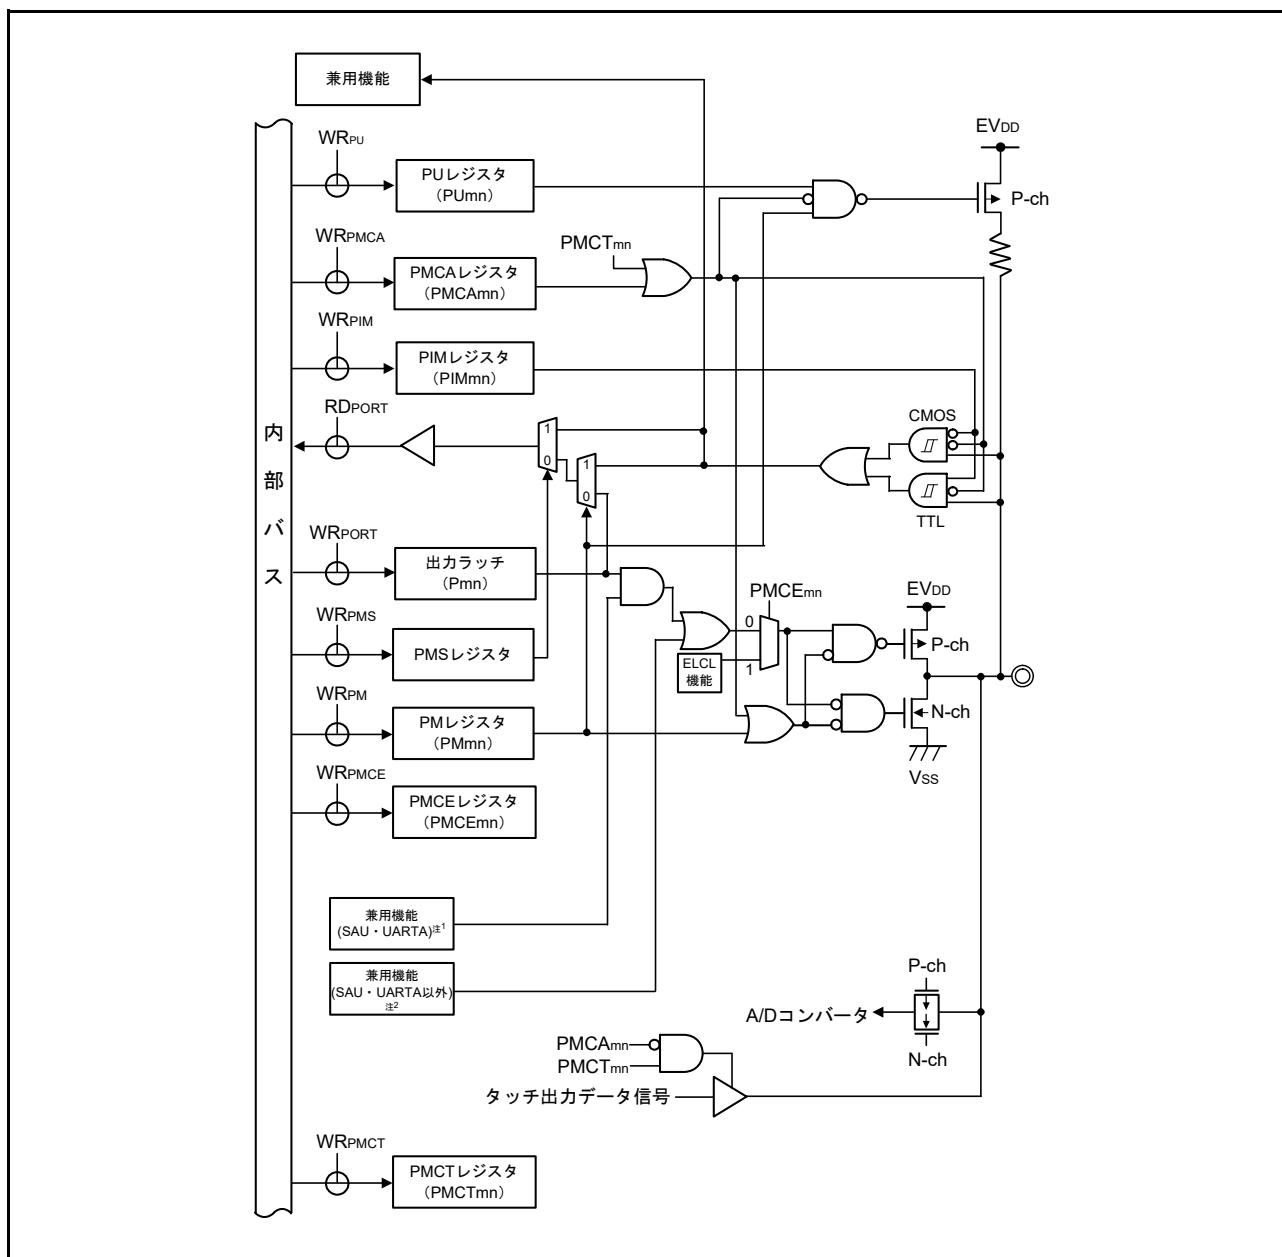 兼用機能
WRPU
PUレジスタ
(PUmn)
EVDD
P-ch
WRPMCA
PMCAレジスタ
(PMCAmn)
PMCTmn
WRPIM
PIMレジスタ
(PIMmn)
RDPORT
1
0
1
0
CMOS
TTL
内部バス
WRPORT
出力ラッチ
(Pmn)
PMCEmn
EVDD
0
1
ELCL
機能
P-ch
WRPMS
PMSレジスタ
WRPM
PMレジスタ
(PMmn)
N-ch
VSS
WRPMCE
PMCEレジスタ
(PMCEmn)
兼用機能
(SAU・UARTA)注1
兼用機能
(SAU・UARTA以外)
注2
P-ch
A/Dコンバータ
N-ch
PMCAmn
PMCTmn
タッチ出力データ信号
WRPMCT
PMCTレジスタ
(PMCTmn)